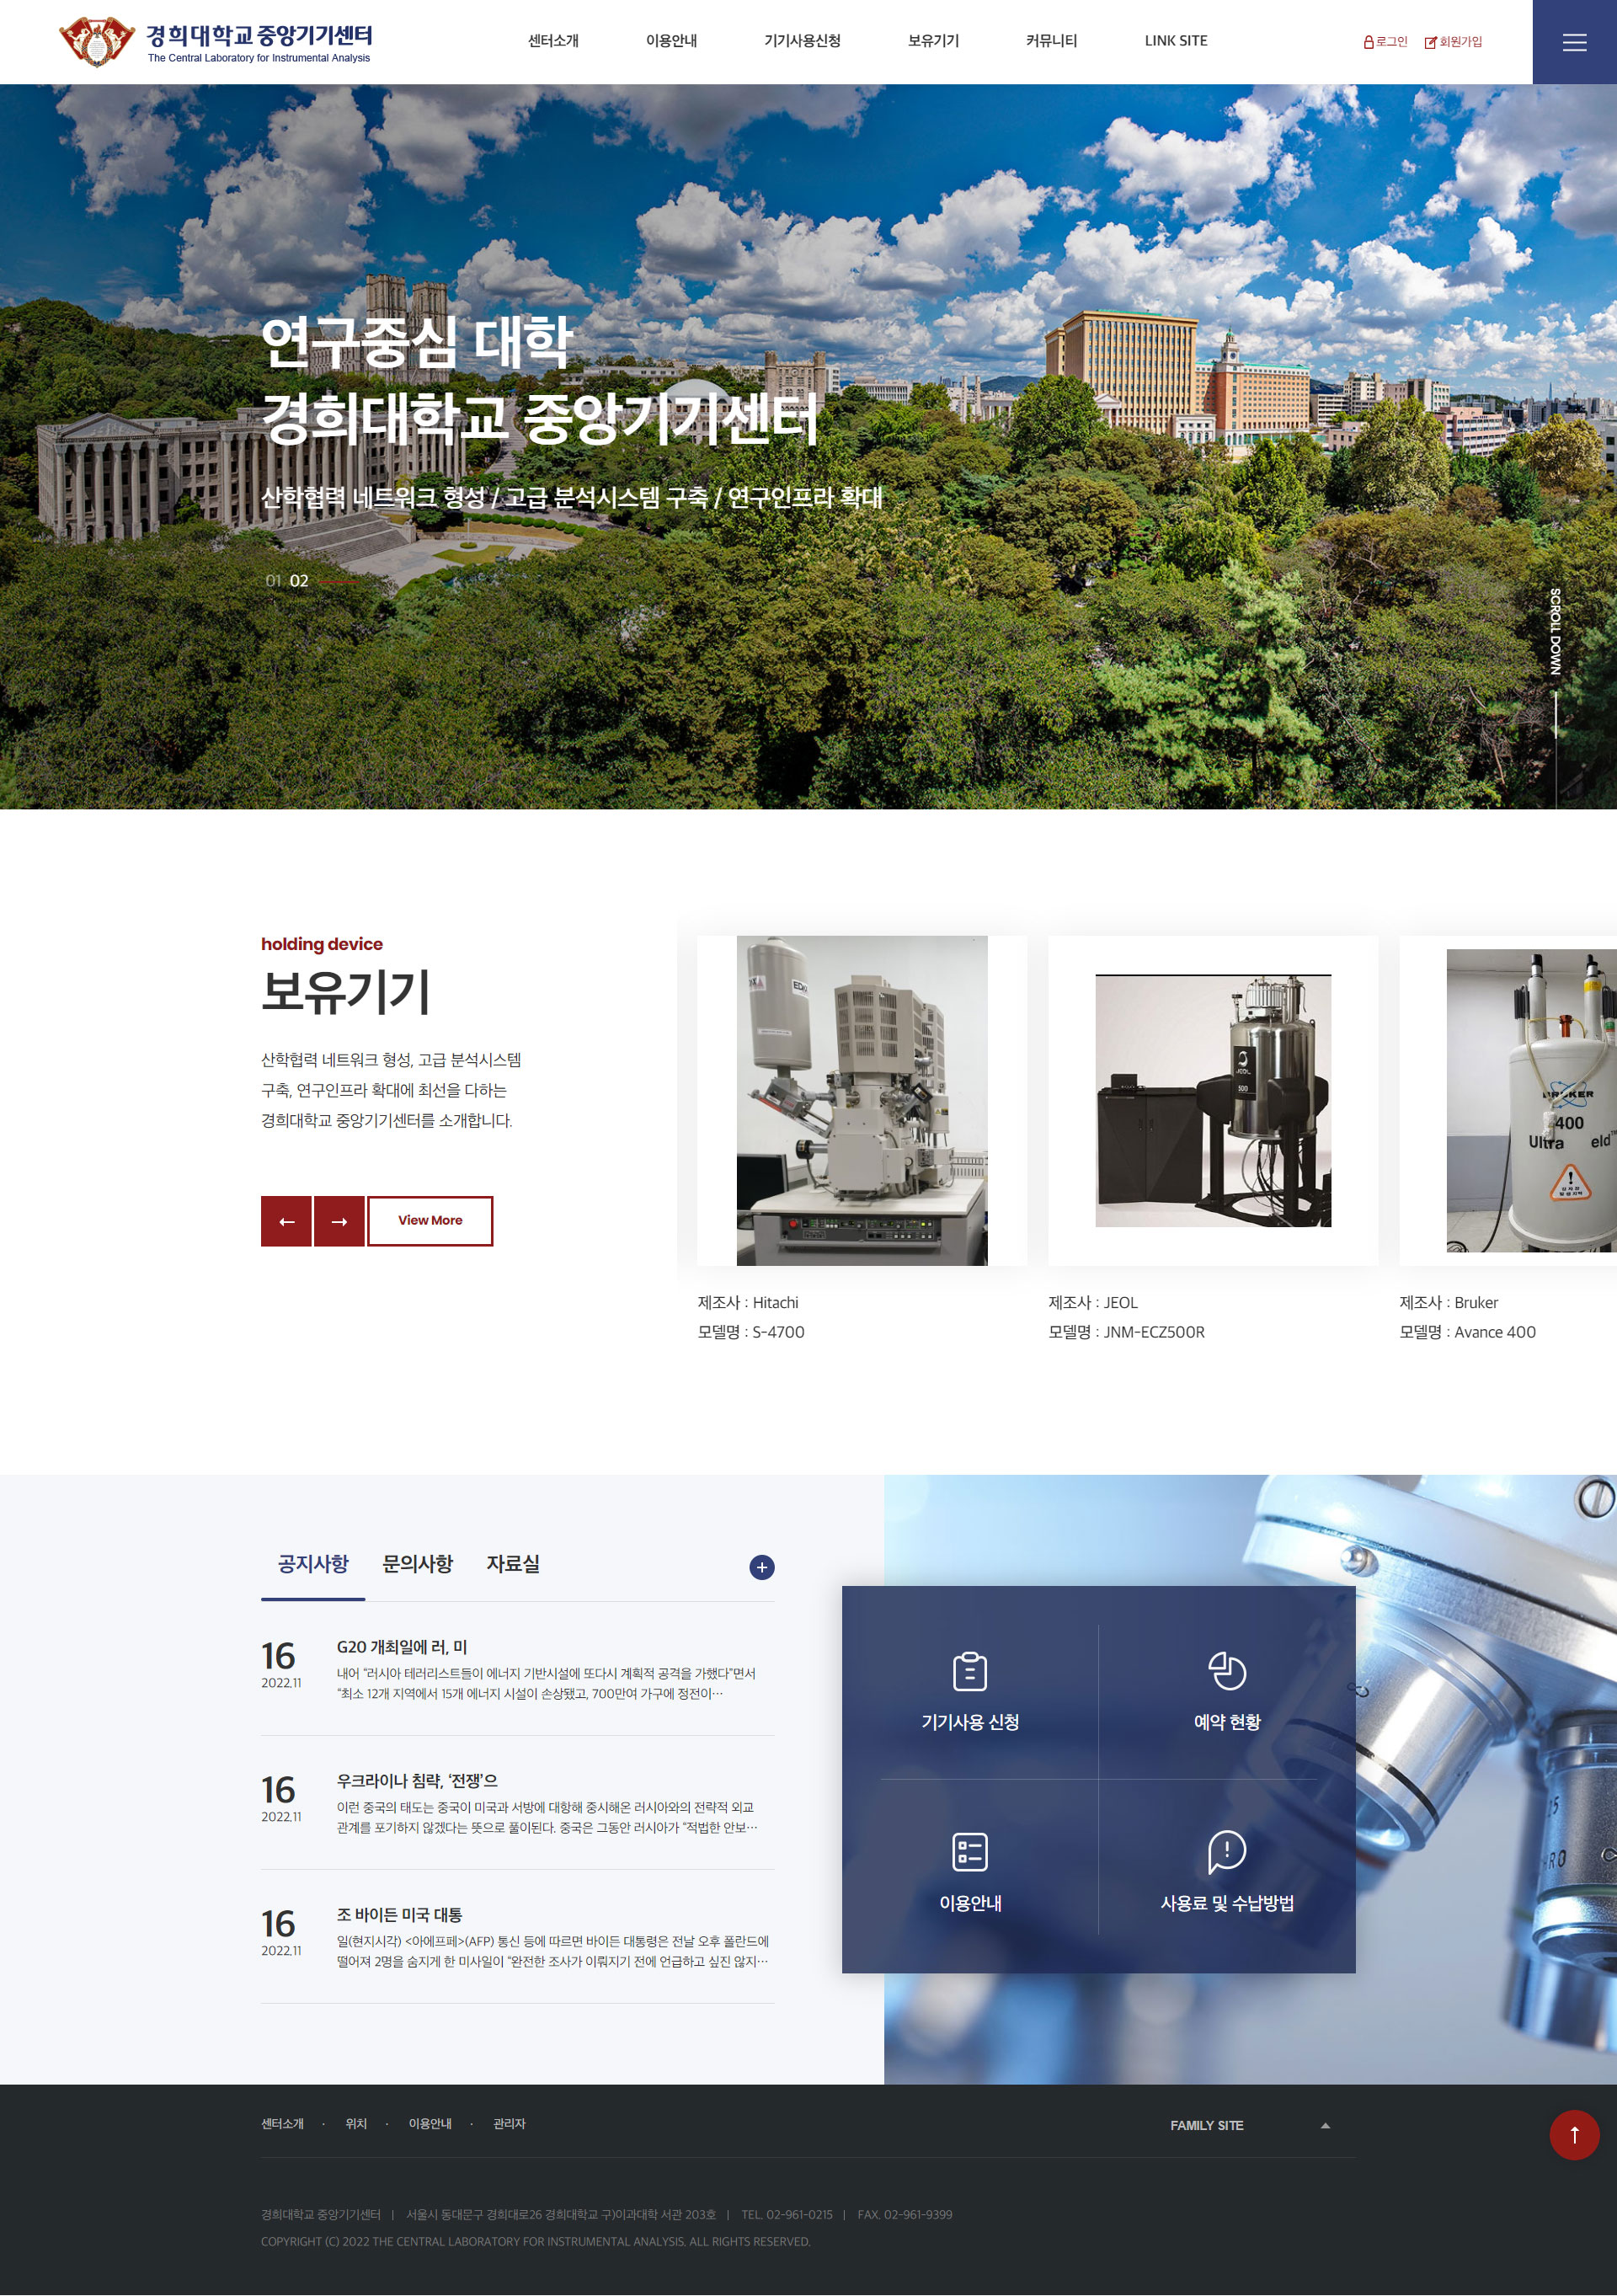 경희대학교 중앙기기센터
The Central Laboratory for Instrumental Analysis
센터소개
이용안내
기기사용신청
보유기기
커뮤니티
LINK SITE
로그인
회원가입
연구중심 대학
경희대학교 중앙기기센터
산학협력 네트워크 형성 / 고급 분석시스템 구축 / 연구인프라 확대
01 02
SCROLL DOWN
holding device
보유기기
산학협력 네트워크 형성, 고급 분석시스템
구축, 연구인프라 확대에 최선을 다하는
경희대학교 중앙기기센터를 소개합니다.
View More
JEOL
500
BRUKER
400
Ultra eld™
제조사 : Hitachi
모델명 : S-4700
제조사 : JEOL
모델명 : JNM-ECZ500R
제조사 : Bruker
모델명 : Avance 400
공지사항
문의사항
자료실
16
2022.11
G20 개최일에 러, 미
내어 “러시아 테러리스트들이 에너지 기반시설에 또다시 계획적 공격을 가했다”면서
“최소 12개 지역에서 15개 에너지 시설이 손상됐고, 700만여 가구에 정전이…
16
2022.11
우크라이나 침략, ‘전쟁’으
이런 중국의 태도는 중국이 미국과 서방에 대항해 중시해온 러시아와의 전략적 외교
관계를 포기하지 않겠다는 뜻으로 풀이된다. 중국은 그동안 러시아가 “적법한 안보…
16
2022.11
조 바이든 미국 대통
일(현지시각) <아에프페>(AFP) 통신 등에 따르면 바이든 대통령은 전날 오후 폴란드에
떨어져 2명을 숨지게 한 미사일이 “완전한 조사가 이뤄지기 전에 언급하고 싶진 않지…
기기사용 신청
예약 현황
이용안내
사용료 및 수납방법
센터소개 · 위치 · 이용안내 · 관리자
FAMILY SITE
경희대학교 중앙기기센터 | 서울시 동대문구 경희대로26 경희대학교 구)이과대학 서관 203호 | TEL. 02-961-0215 | FAX. 02-961-9399
COPYRIGHT (C) 2022 THE CENTRAL LABORATORY FOR INSTRUMENTAL ANALYSIS. ALL RIGHTS RESERVED.